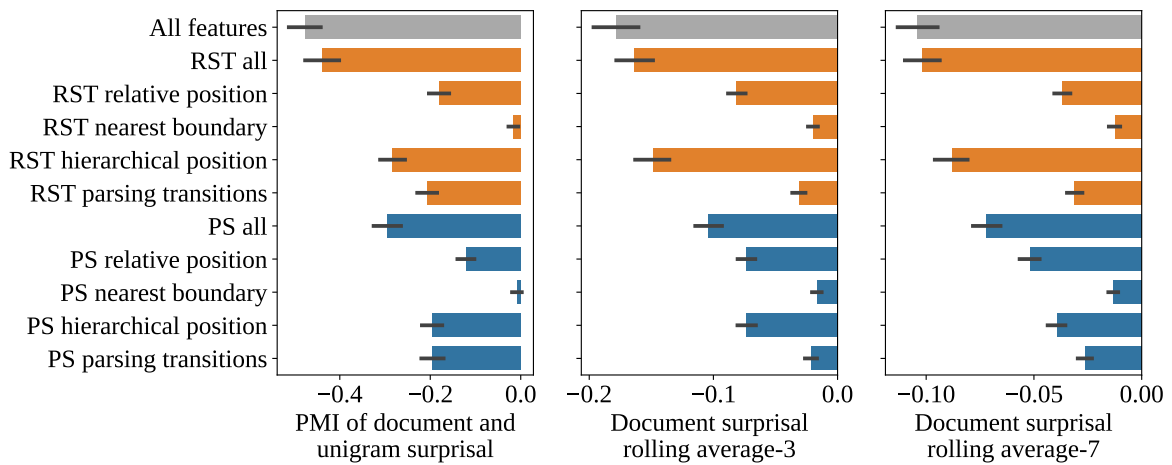 All features
RST all
RST relative position
RST nearest boundary
RST hierarchical position
RST parsing transitions
PS all
PS relative position
PS nearest boundary
PS hierarchical position
PS parsing transitions
−0.4 −0.2 0.0
PMI of document and
unigram surprisal
−0.2 −0.1 0.0
Document surprisal
rolling average-3
−0.10 −0.05 0.00
Document surprisal
rolling average-7